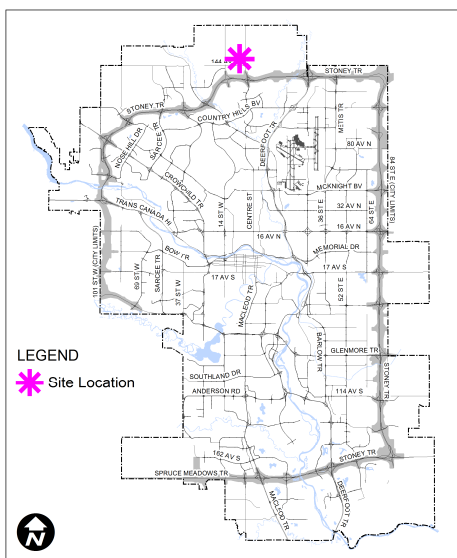 144 A
STONEY TR
STONEY TR
COUNTRY HILLS BV
NOSE HILL DR
SARCEE TR
DEERFOOT TR
METIS TR
80 AV N
CROWCHILD TR
MCKNIGHT BV
84 ST E (CITY LIMITS)
TRANS CANADA HI
14 ST W
CENTRE ST
36 ST E
32 AV N
64 ST E
16 AV N
16 AV N
101 ST W (CITY LIMITS)
BOW TR
MEMORIAL DR
69 ST W
SARCEE TR
37 ST W
17 AV S
17 AV S
52 ST E
MACLEOD TR
BARLOW TR
LEGEND
Site Location
GLENMORE TR
SOUTHLAND DR
ANDERSON RD
114 AV S
STONEY TR
162 AV S
STONEY TR
SPRUCE MEADOWS TR
MACLEOD TR
DEERFOOT TR
N